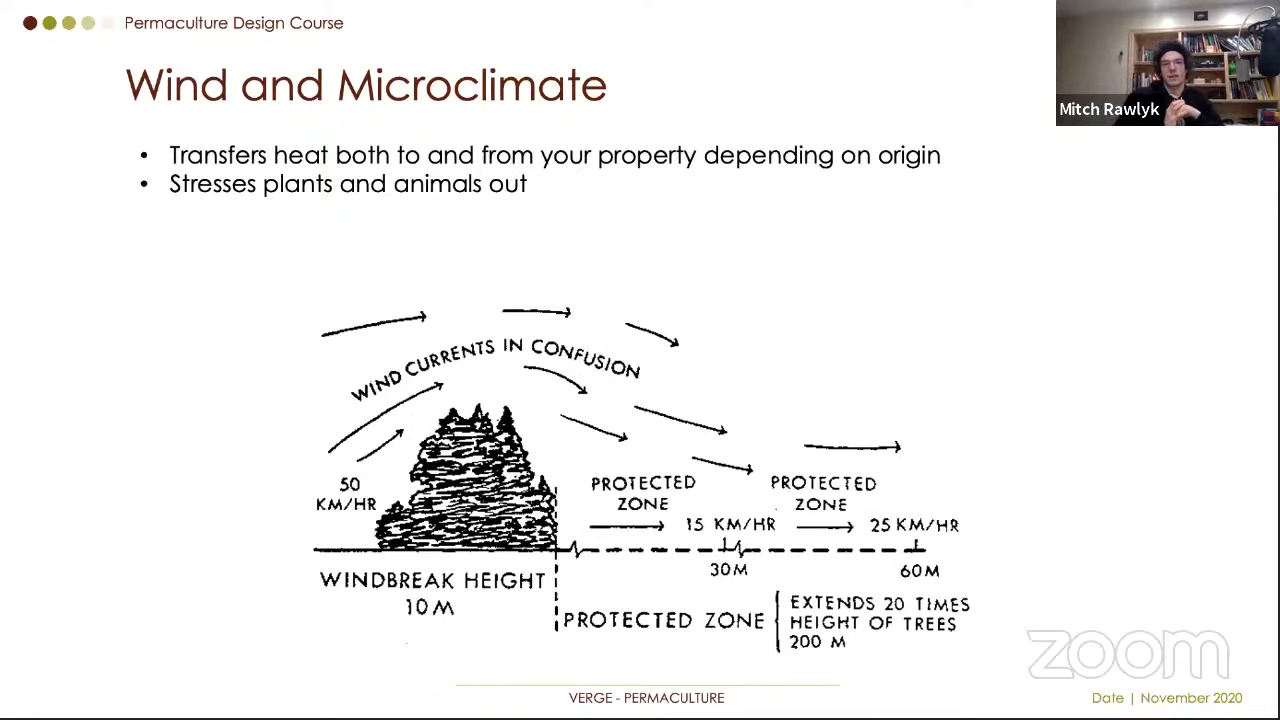 Permaculture Design Course
Wind and Microclimate
• Transfers heat both to and from your property depending on origin
• Stresses plants and animals out
Mitch Rawlyk
WIND CURRENTS IN CONFUSION
50
KM/HR
PROTECTED
ZONE
15 KM/HR
PROTECTED
ZONE
25 KM/HR
30M
60M
WINDBREAK HEIGHT
10 M
PROTECTED ZONE
EXTENDS 20 TIMES
HEIGHT OF TREES
200 M
zoom
VERGE - PERMACULTURE
Date | November 2020